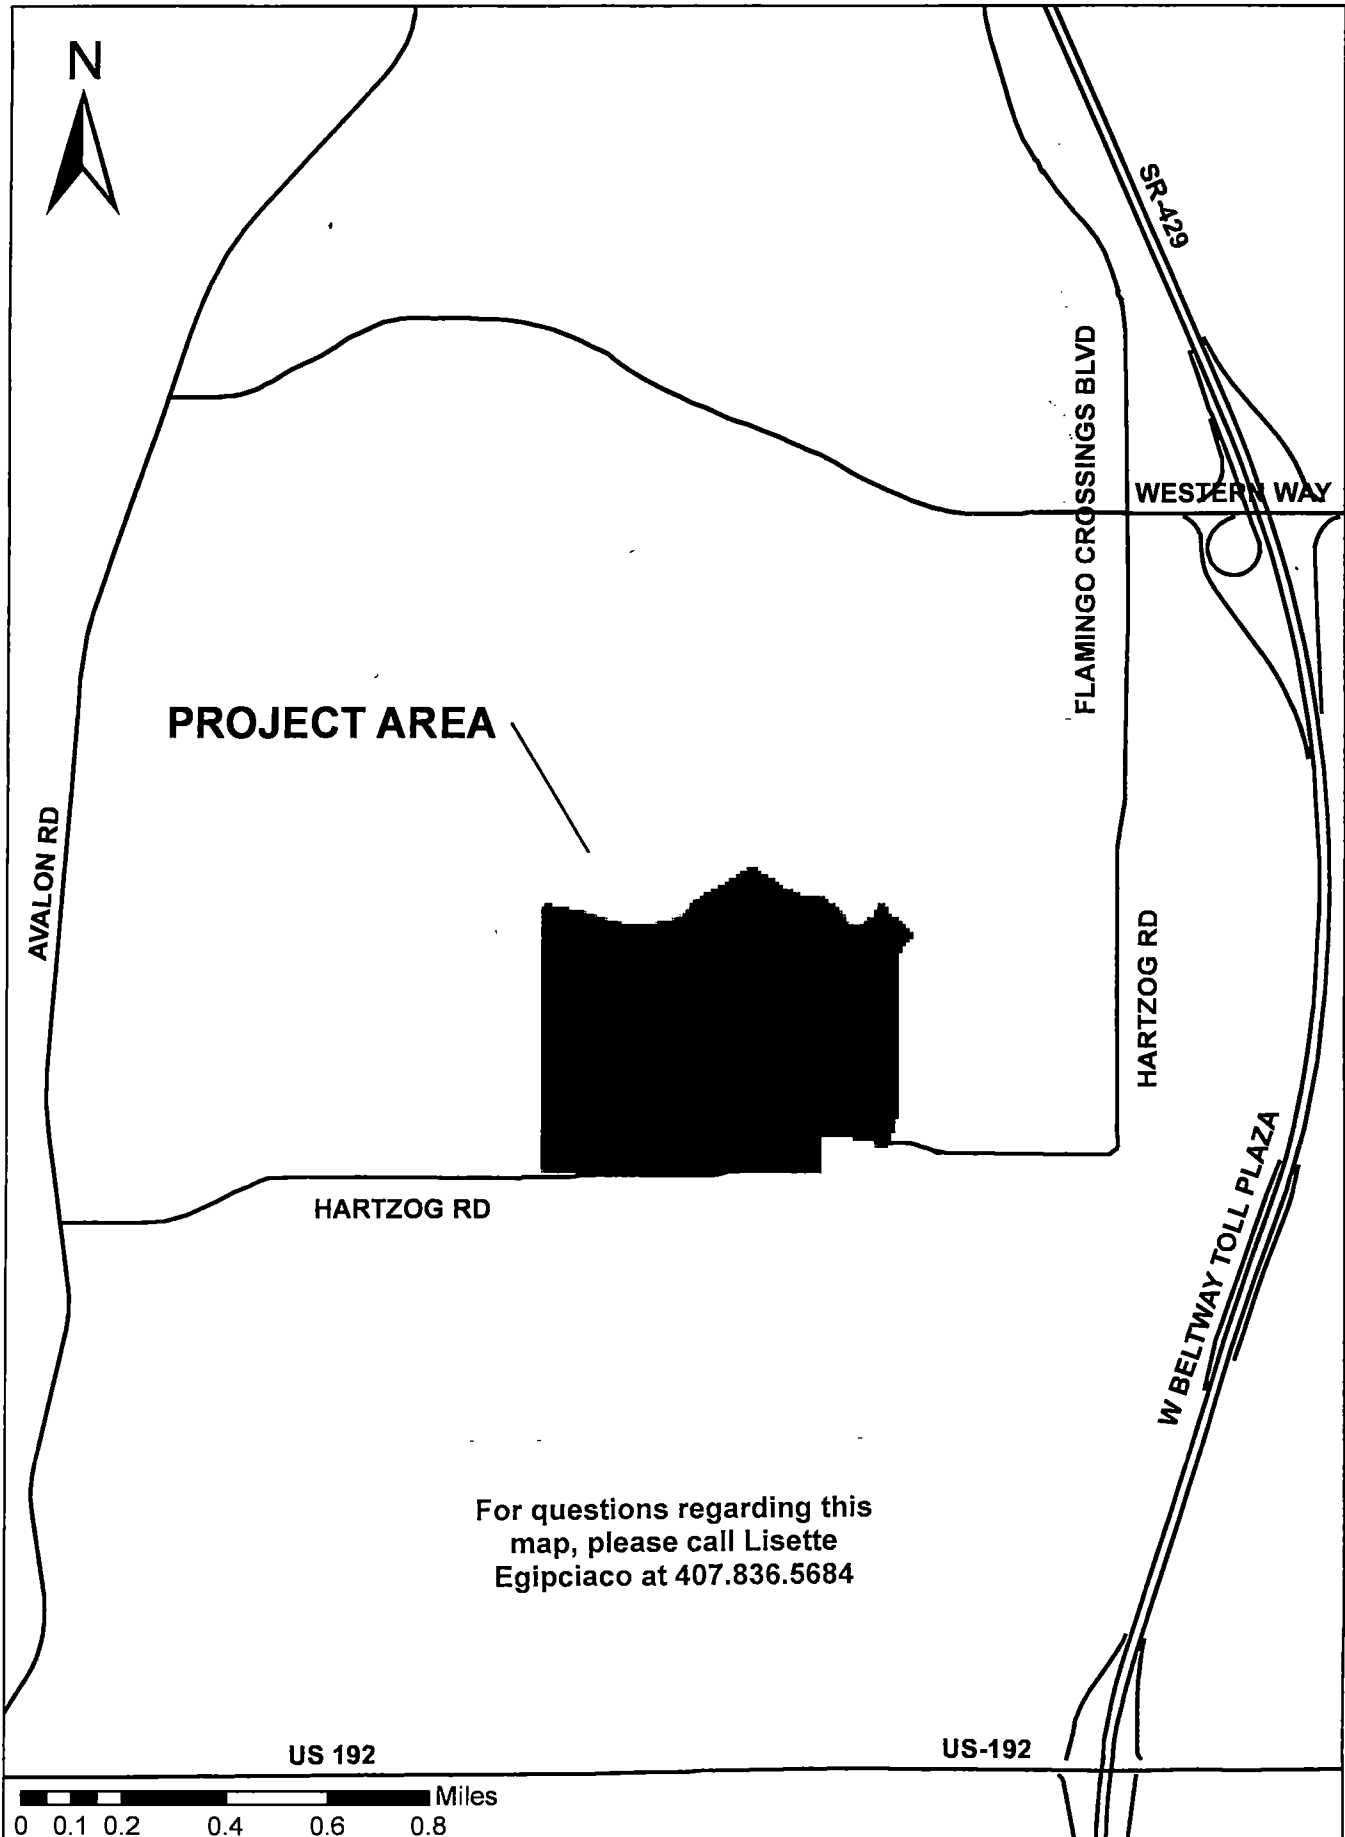 N
SR-429
FLAMINGO CROSSINGS BLVD
WESTERN WAY
PROJECT AREA
AVALON RD
HARTZOG RD
HARTZOG RD
W BELTWAY TOLL PLAZA
For questions regarding this
map, please call Lisette
Egipciaco at 407.836.5684
US 192
US-192
Miles
0 0.1 0.2 0.4 0.6 0.8